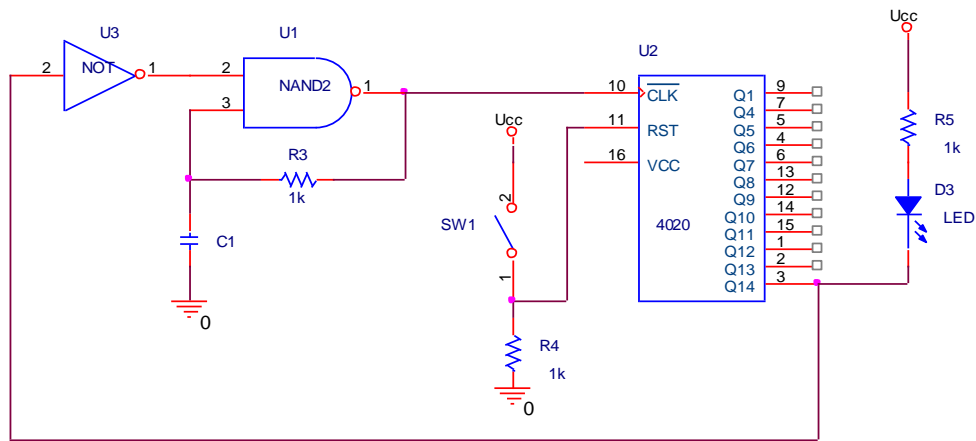 U3
2
NOT
1
U1
2
3
NAND2
1
R3
1k
C1
0
Ucc
2
SW1
1
R4
1k
0
U2
10
CLK
11
RST
16
VCC
4020
Q1
9
Q4
7
Q5
5
Q6
4
Q7
6
Q8
13
Q9
12
Q10
14
Q11
15
Q12
1
Q13
2
Q14
3
Ucc
R5
1k
D3
LED